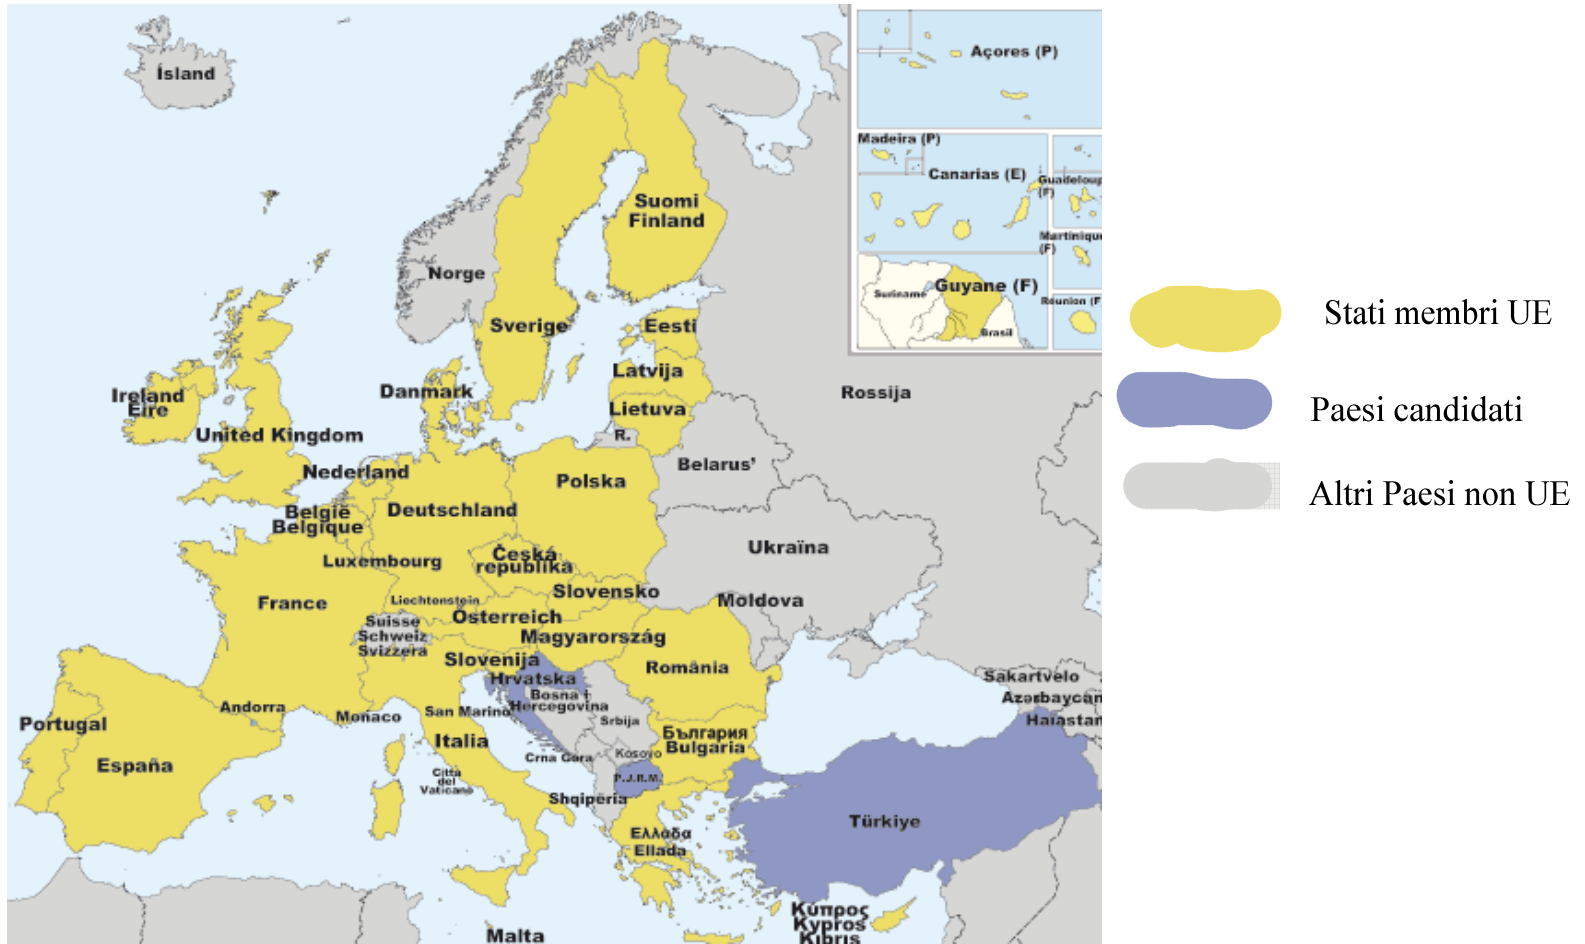 Ísland
Açores (P)
Madeira (P)
Canarias (E)
Guadeloup
(F)
Martiniqu
(F)
Guyane (F)
Suriname
Brasil
Réunion (F
Suomi
Finland
Norge
Sverige
Eesti
Latvija
Lietuva
R.
Danmark
Ireland
Éire
United Kingdom
Nederland
België
Belgique
Deutschland
Polska
Belarus'
Rossija
Luxembourg
Česká
republika
Ukraïna
Slovensko
Moldova
France
Liechtenstein
Österreich
Suisse
Schweiz
Svizzera
Magyarország
Slovenija
România
Hrvatska
Bosna i
Hercegovina
Srbija
Sakartvelo
Azərbaycan
Haïastan
Andorra
Monaco
San Marino
Portugal
España
Italia
Città
del
Vaticano
Crna Gora
Kosovo
България
Bulgaria
P.J.R.M.
Shqipëria
Ελλάδα
Ellada
Türkiye
Κύπρος
Kypros
Kıbrıs
Malta
Stati membri UE
Paesi candidati
Altri Paesi non UE